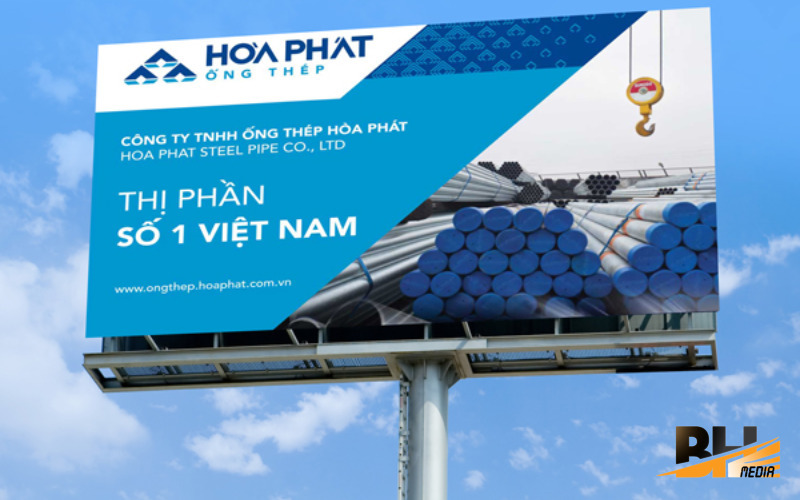 HÒA PHÁT
ỐNG THÉP
CÔNG TY TNHH ỐNG THÉP HÒA PHÁT
HOA PHAT STEEL PIPE CO., LTD
THỊ PHẦN
SỐ 1 VIỆT NAM
www.ongthep.hoaphat.com.vn
BH
MEDIA